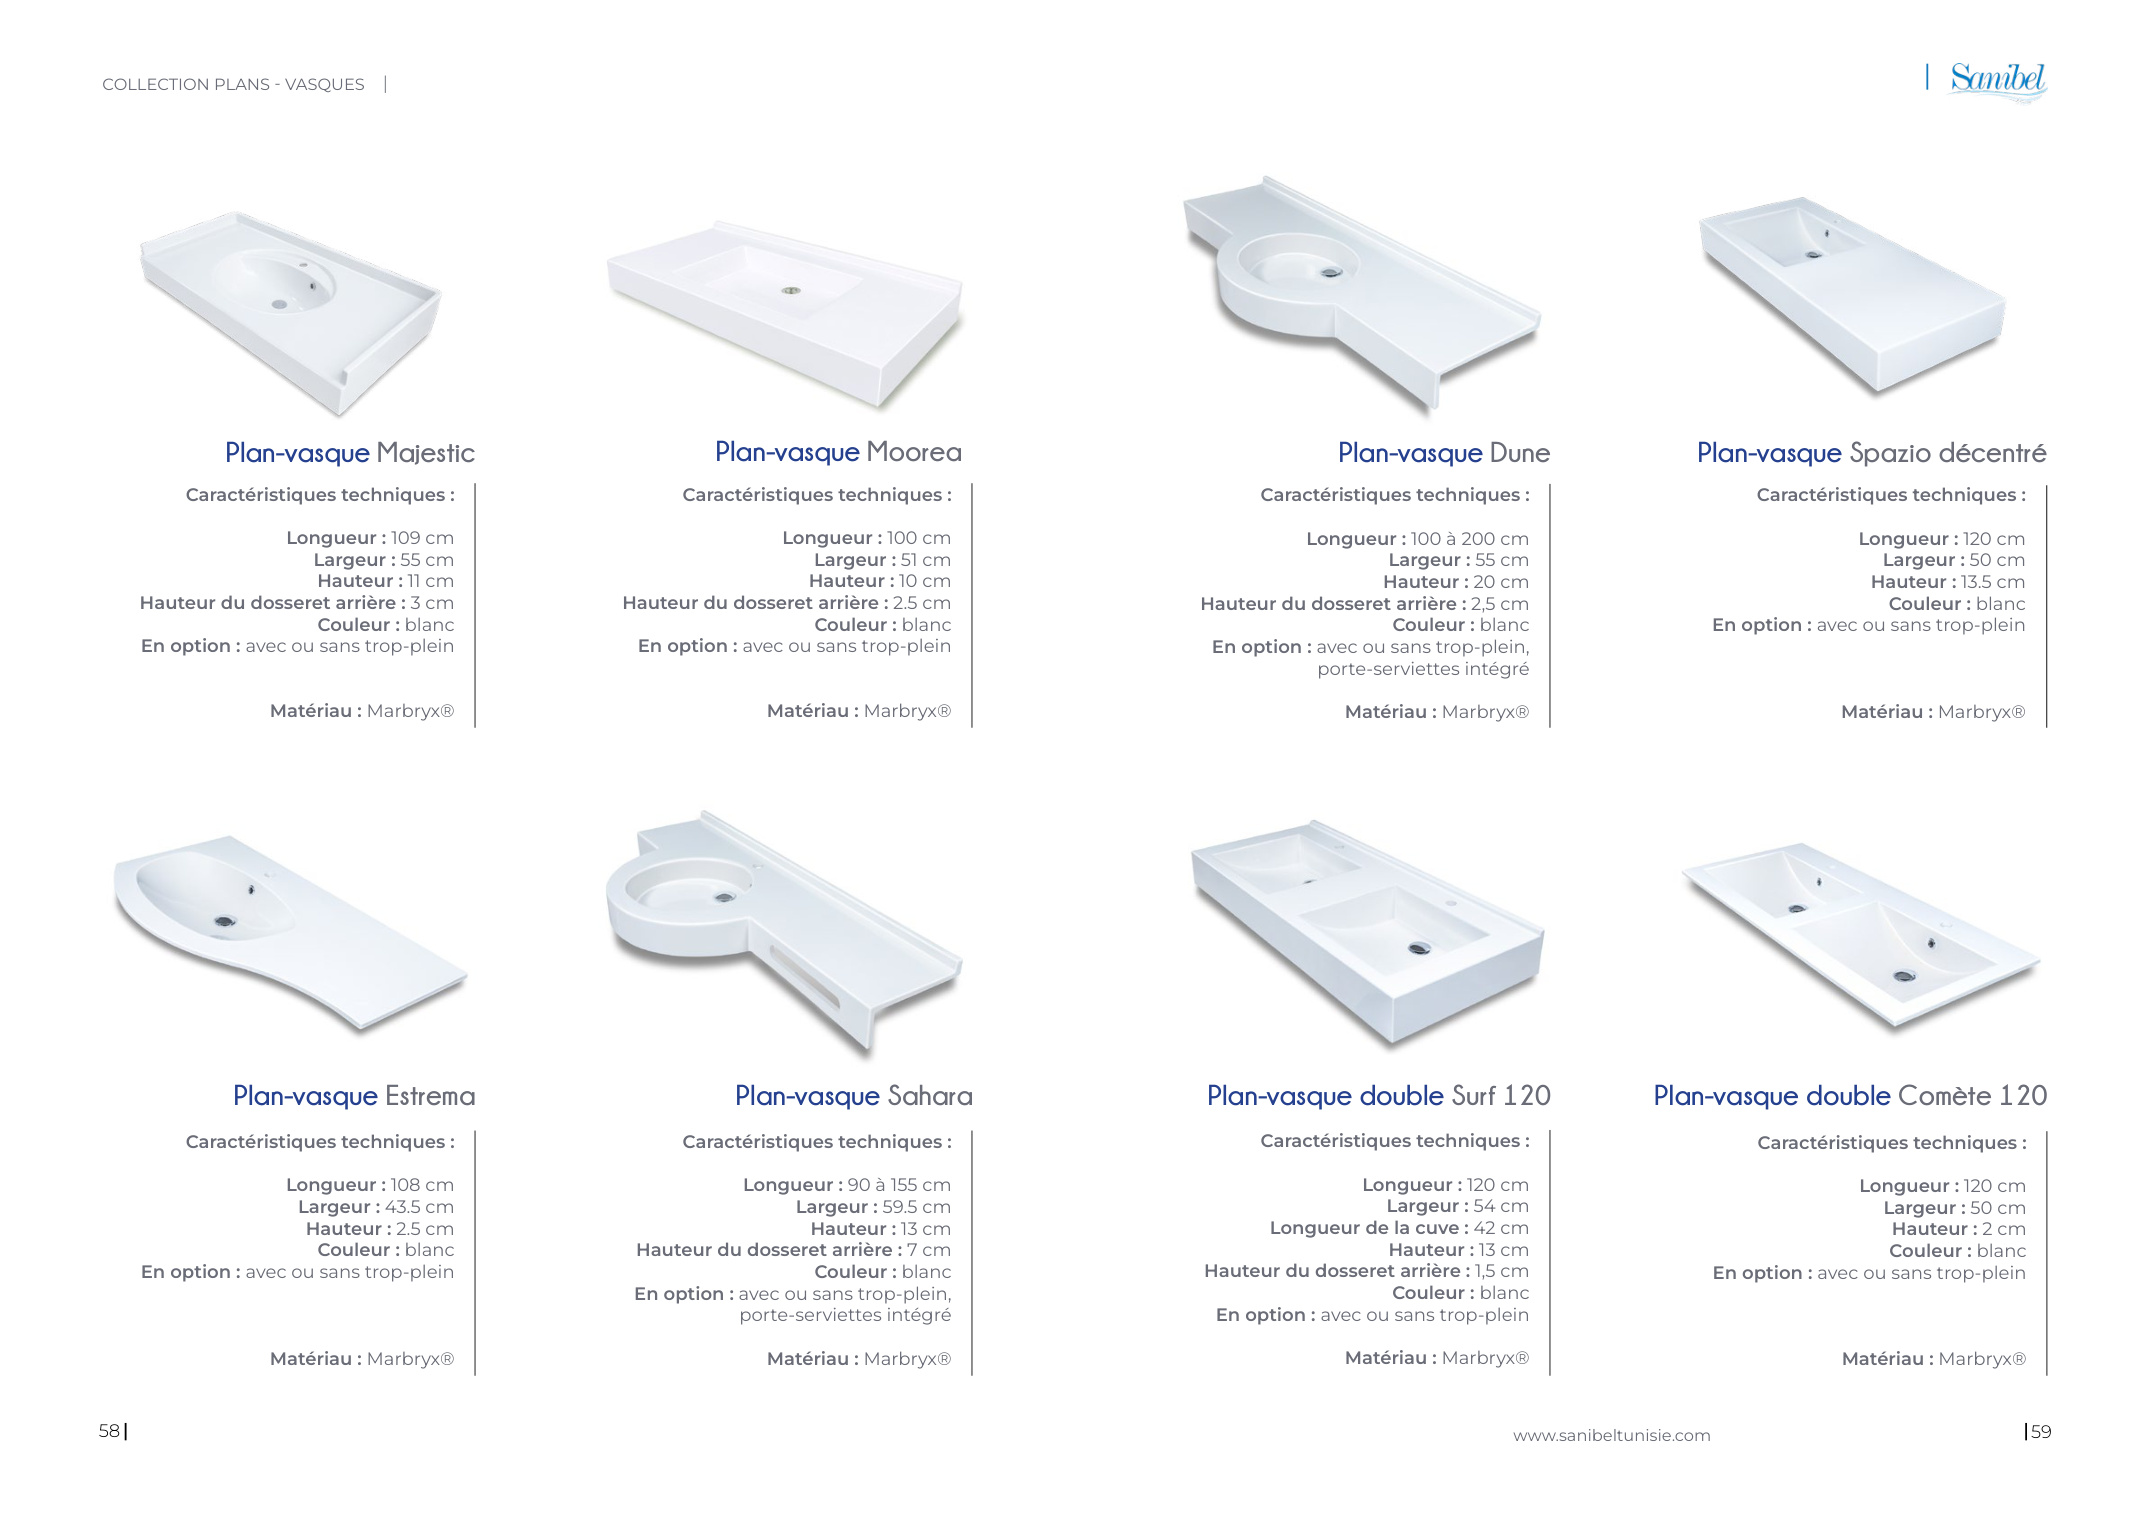 COLLECTION PLANS - VASQUES
Sanibel
Plan-vasque Majestic
Caractéristiques techniques :
Longueur : 109 cm
Largeur : 55 cm
Hauteur : 11 cm
Hauteur du dosseret arrière : 3 cm
Couleur : blanc
En option : avec ou sans trop-plein
Matériau : Marbryx®
Plan-vasque Moorea
Caractéristiques techniques :
Longueur : 100 cm
Largeur : 51 cm
Hauteur : 10 cm
Hauteur du dosseret arrière : 2.5 cm
Couleur : blanc
En option : avec ou sans trop-plein
Matériau : Marbryx®
Plan-vasque Dune
Caractéristiques techniques :
Longueur : 100 à 200 cm
Largeur : 55 cm
Hauteur : 20 cm
Hauteur du dosseret arrière : 2,5 cm
Couleur : blanc
En option : avec ou sans trop-plein,
porte-serviettes intégré
Matériau : Marbryx®
Plan-vasque Spazio décentré
Caractéristiques techniques :
Longueur : 120 cm
Largeur : 50 cm
Hauteur : 13.5 cm
Couleur : blanc
En option : avec ou sans trop-plein
Matériau : Marbryx®
Plan-vasque Estrema
Caractéristiques techniques :
Longueur : 108 cm
Largeur : 43.5 cm
Hauteur : 2.5 cm
Couleur : blanc
En option : avec ou sans trop-plein
Matériau : Marbryx®
Plan-vasque Sahara
Caractéristiques techniques :
Longueur : 90 à 155 cm
Largeur : 59.5 cm
Hauteur : 13 cm
Hauteur du dosseret arrière : 7 cm
Couleur : blanc
En option : avec ou sans trop-plein,
porte-serviettes intégré
Matériau : Marbryx®
Plan-vasque double Surf 120
Caractéristiques techniques :
Longueur : 120 cm
Largeur : 54 cm
Longueur de la cuve : 42 cm
Hauteur : 13 cm
Hauteur du dosseret arrière : 1,5 cm
Couleur : blanc
En option : avec ou sans trop-plein
Matériau : Marbryx®
Plan-vasque double Comète 120
Caractéristiques techniques :
Longueur : 120 cm
Largeur : 50 cm
Hauteur : 2 cm
Couleur : blanc
En option : avec ou sans trop-plein
Matériau : Marbryx®
58
www.sanibeltunisie.com
59